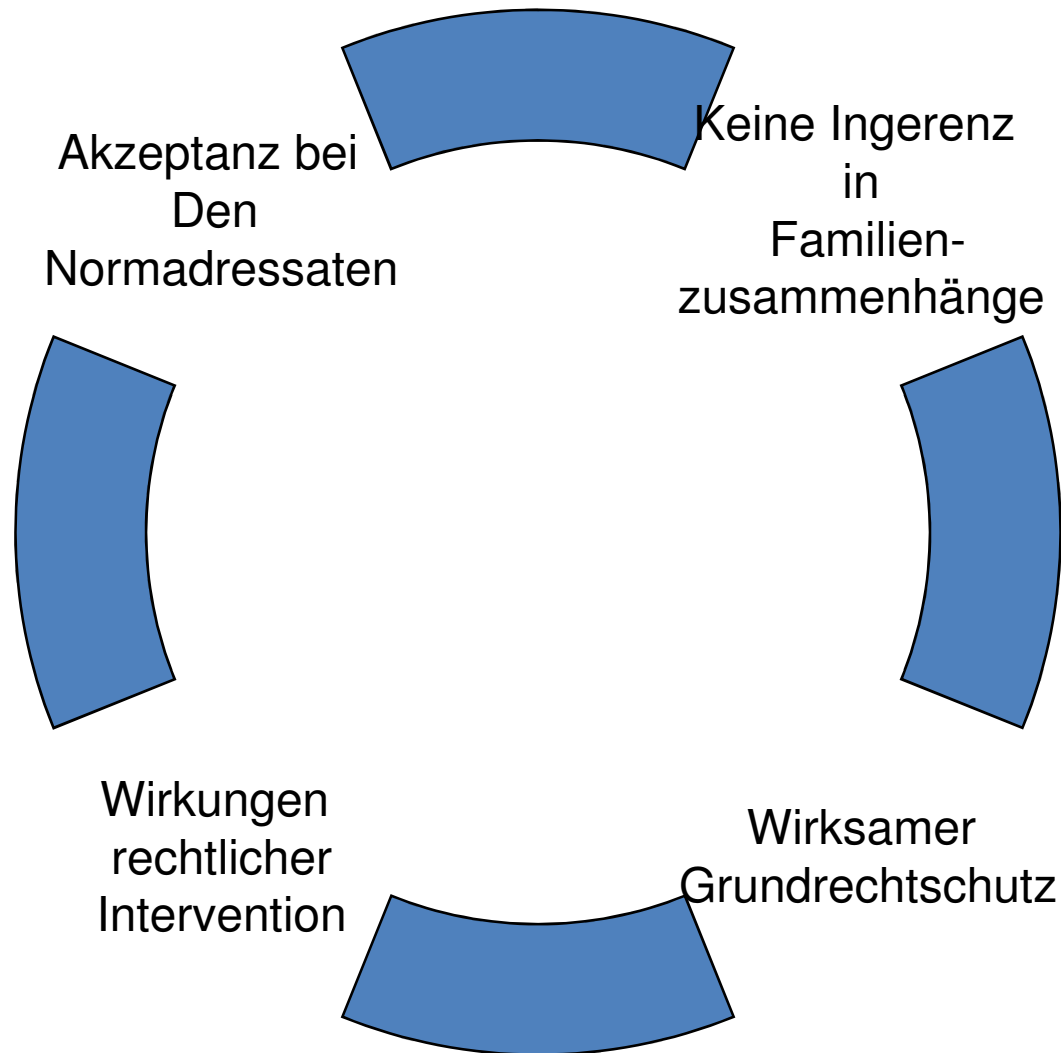 Akzeptanz bei
Den
Normadressaten
Keine Ingerenz
in
Familien-
zusammenhänge
Wirkungen
rechtlicher
Intervention
Wirksamer
Grundrechtschutz